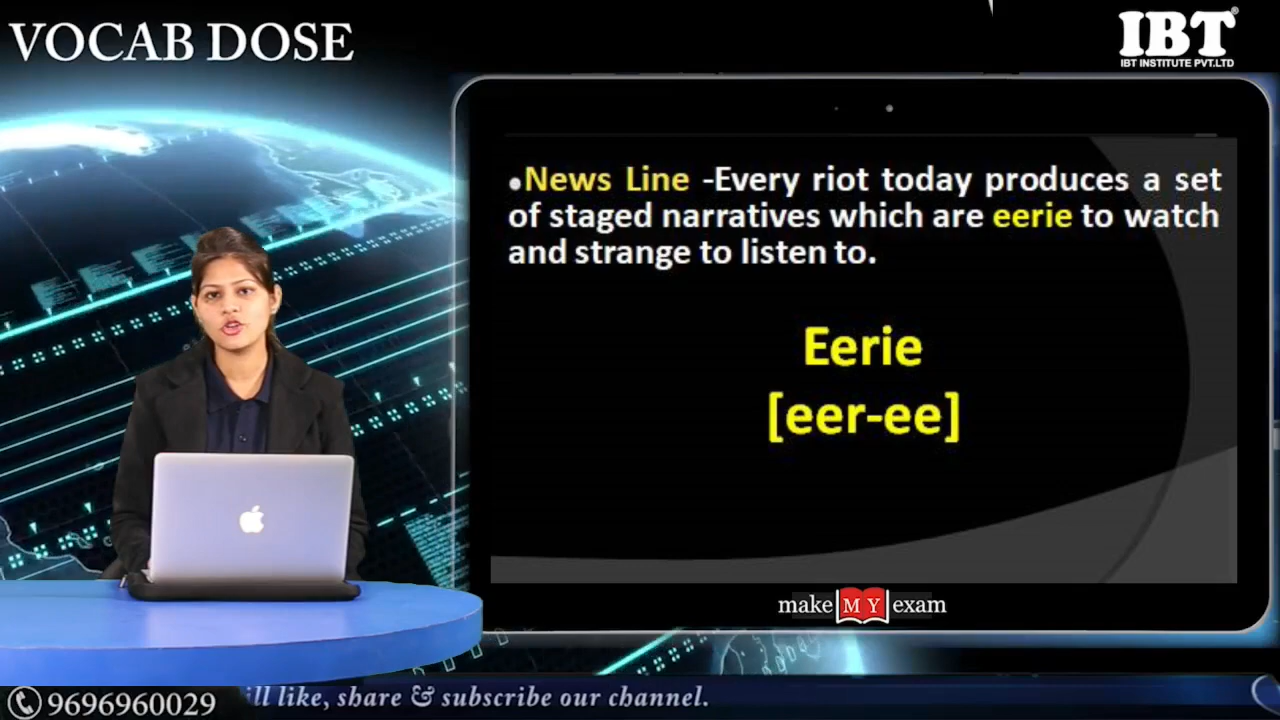 VOCAB DOSE
IBT®
IBT INSTITUTE PVT.LTD
•News Line -Every riot today produces a set
of staged narratives which are eerie to watch
and strange to listen to.
Eerie
[eer-ee]
make MY exam
9696960029 ill like, share & subscribe our channel.